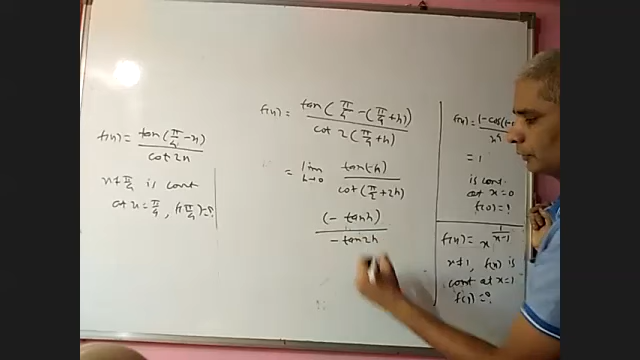 f(x) = tan(π/4 - x) / cot 2x
x ≠ π/4 is cont
at x = π/4, f(π/4) = ?
f(x) = tan(π/4 - (π/4 + h)) / cot 2(π/4 + h)
= lim h→0 tan(-h) / cot(π/2 + 2h)
(- tan h) / - tan 2h
f(x) = 1 - cos(1 -
= 1
is cont
at x = 0
f(0) = ?
f(x) = x^(1/(x-1))
x ≠ 1, f(x) is
cont at x = 1
f(1) = ?